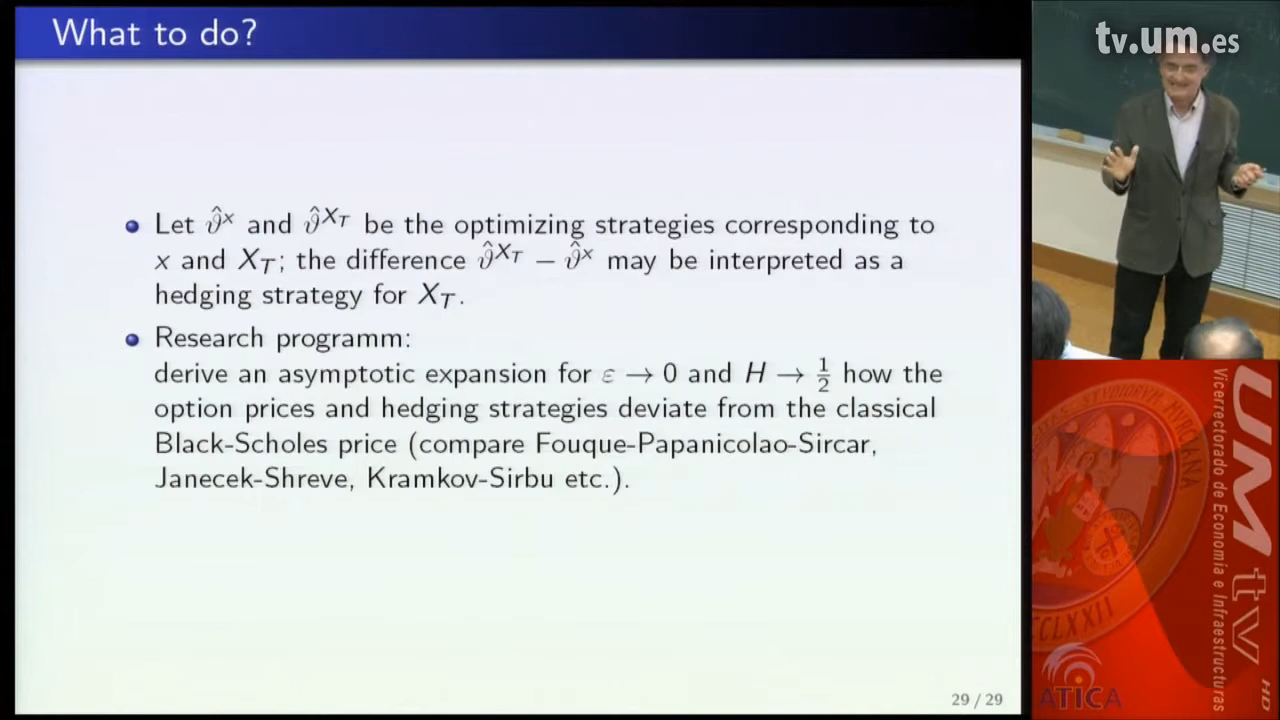 What to do?
tv.um.es
Let ϑ̂ˣ and ϑ̂^{X_T} be the optimizing strategies corresponding to
x and X_T; the difference ϑ̂^{X_T} − ϑ̂ˣ may be interpreted as a
hedging strategy for X_T.
Research programm:
derive an asymptotic expansion for ε → 0 and H → 1/2 how the
option prices and hedging strategies deviate from the classical
Black-Scholes price (compare Fouque-Papanicolao-Sircar,
Janecek-Shreve, Kramkov-Sirbu etc.).
29 / 29
UMtv
HD
Vicerrectorado de Economía e Infraestructuras
ATICA
CCLXXII